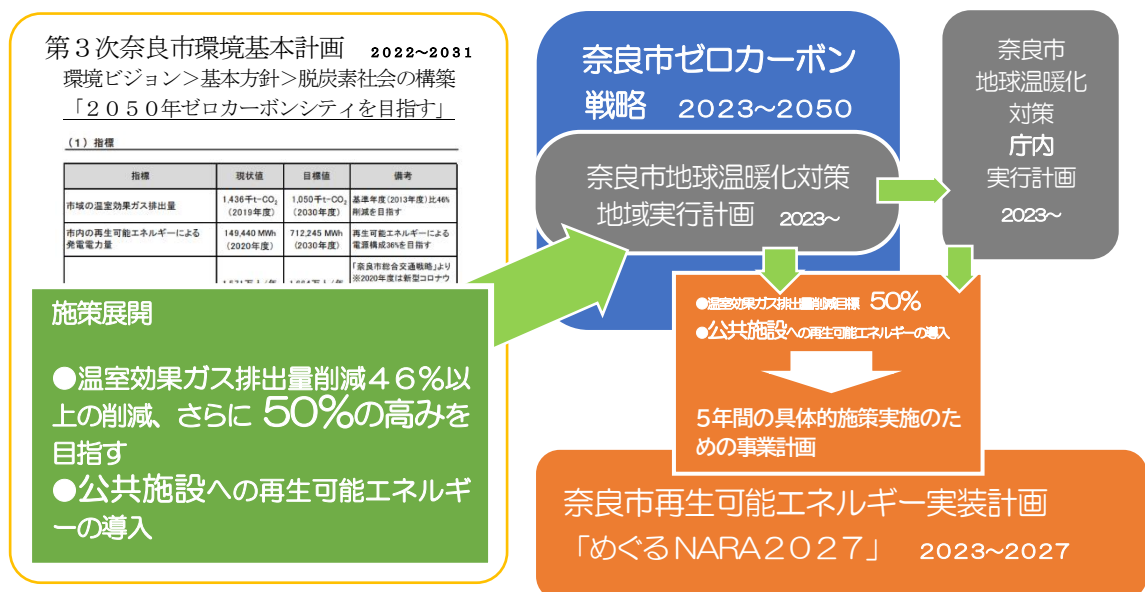 第３次奈良市環境基本計画 2022~2031
環境ビジョン＞基本方針＞脱炭素社会の構築
「２０５０年ゼロカーボンシティを目指す」
(1) 指標
指標 現状値 目標値 備考
市域の温室効果ガス排出量 1,436千t-CO₂ (2019年度) 1,050千t-CO₂ (2030年度) 基準年度(2013年度)比46%削減を目指す
市内の再生可能エネルギーによる発電電力量 149,440 MWh (2020年度) 712,245 MWh (2030年度) 再生可能エネルギーによる電源構成36%を目指す
「奈良市総合交通戦略」より
※2020年度は新型コロナウ
施策展開
●温室効果ガス排出量削減４６％以
上の削減、さらに 50%の高みを
目指す
●公共施設への再生可能エネルギ
ーの導入
奈良市ゼロカーボン
戦略 2023~2050
奈良市地球温暖化対策
地域実行計画 2023~
奈良市
地球温暖化
対策
庁内
実行計画
2023~
●温室効果ガス排出量削減目標 50%
●公共施設への再生可能エネルギーの導入
5年間の具体的施策実施のた
めの事業計画
奈良市再生可能エネルギー実装計画
「めぐるNARA２０２７」 2023~2027